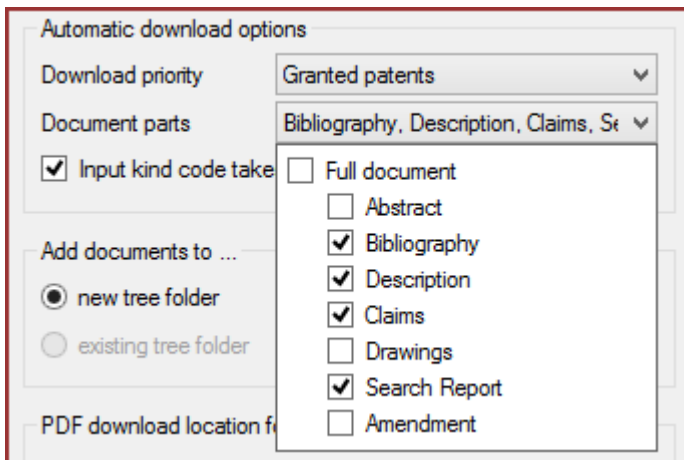 Automatic download options
Download priority Granted patents
Document parts Bibliography, Description, Claims, Se
Input kind code take
Full document
Abstract
Bibliography
Description
Claims
Drawings
Search Report
Amendment
Add documents to ...
new tree folder
existing tree folder
PDF download location fo